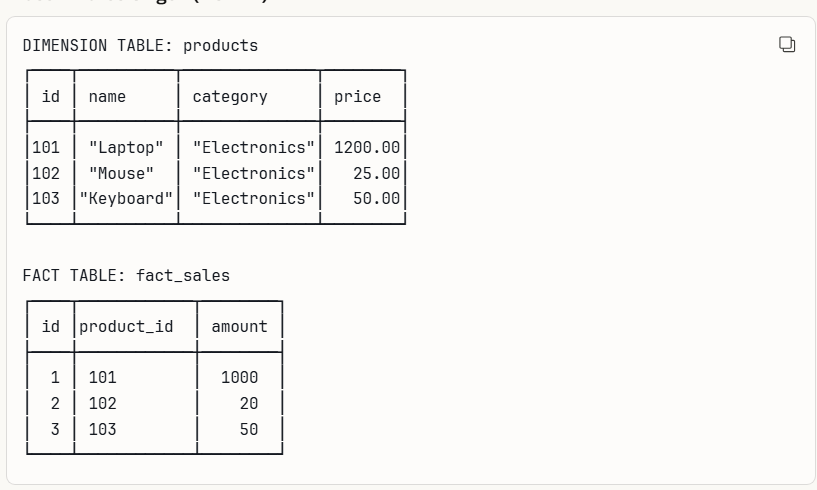 DIMENSION TABLE: products
id name category price
101 "Laptop" "Electronics" 1200.00
102 "Mouse" "Electronics" 25.00
103 "Keyboard" "Electronics" 50.00
FACT TABLE: fact_sales
id product_id amount
1 101 1000
2 102 20
3 103 50